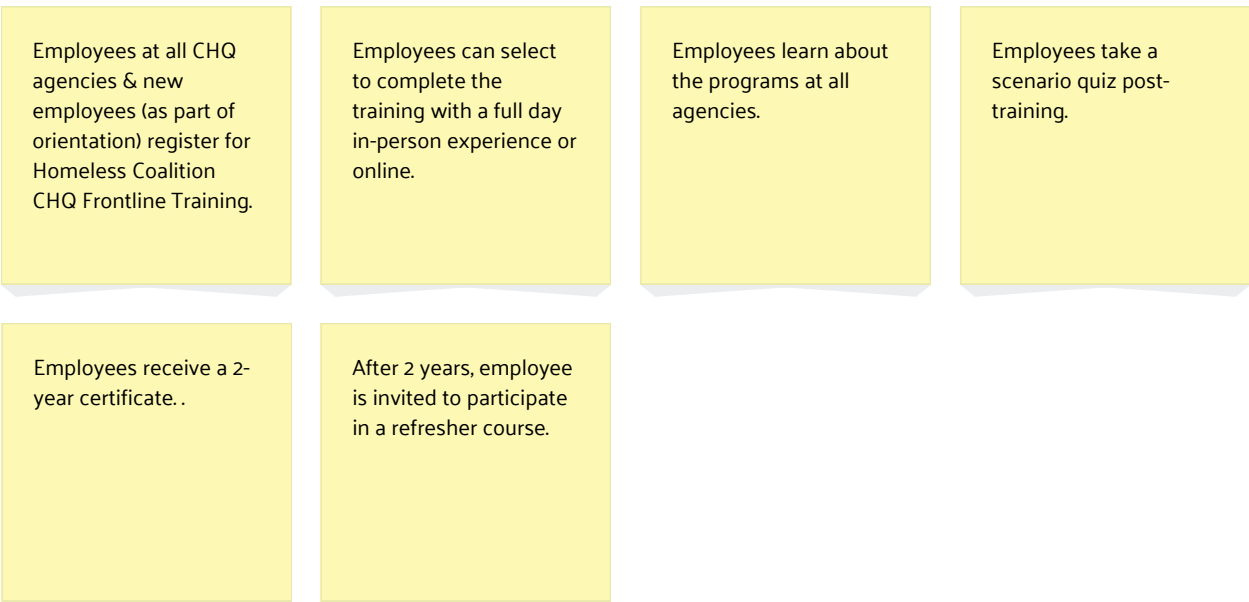 Employees at all CHQ
agencies & new
employees (as part of
orientation) register for
Homeless Coalition
CHQ Frontline Training.
Employees can select
to complete the
training with a full day
in-person experience or
online.
Employees learn about
the programs at all
agencies.
Employees take a
scenario quiz post-
training.
Employees receive a 2-
year certificate. .
After 2 years, employee
is invited to participate
in a refresher course.